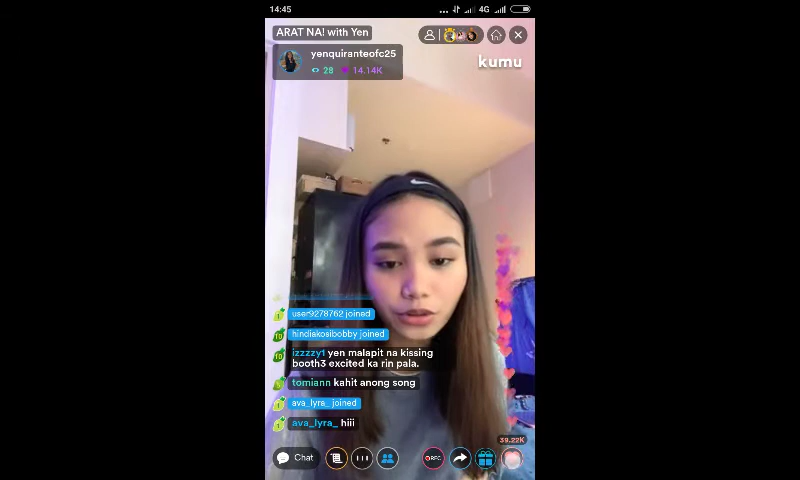 14:45
4G
ARAT NA! with Yen
yenquiranteofc25
28 14.14K
kumu
user9278762 joined
hindiakosibobby joined
izzzzy1 yen malapit na kissing
booth3 excited ka rin pala.
tomiann kahit anong song
ava_lyra_ joined
ava_lyra_ hiii
39.22K
Chat